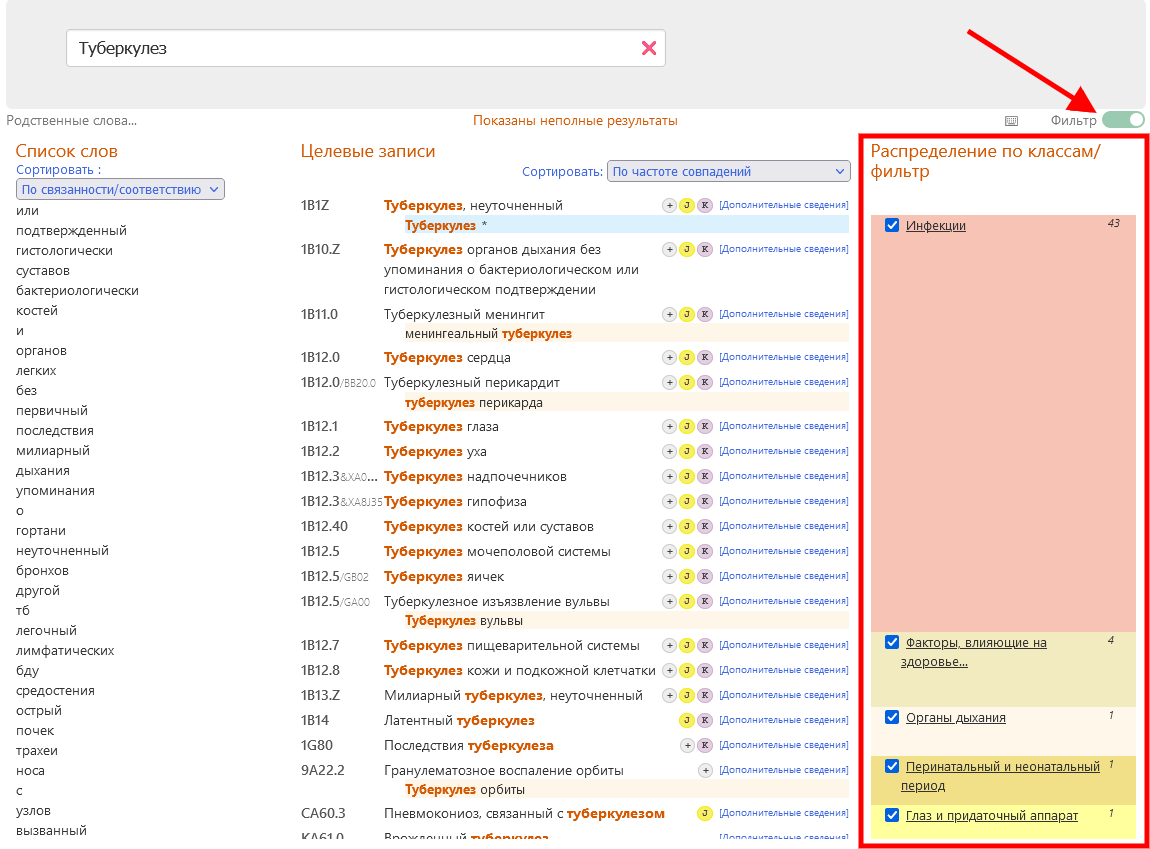 Туберкулез
Родственные слова...
Показаны неполные результаты
Фильтр
Список слов
Сортировать :
По связанности/соответствию
или
подтвержденный
гистологически
суставов
бактериологически
костей
и
органов
легких
без
первичный
последствия
милиарный
дыхания
упоминания
о
гортани
неуточненный
бронхов
другой
тб
легочный
лимфатических
бду
средостения
острый
почек
трахеи
носа
с
узлов
вызванный
Целевые записи
Сортировать: По частоте совпадений
1B1Z Туберкулез, неуточненный + J K [Дополнительные сведения]
Туберкулез *
1B10.Z Туберкулез органов дыхания без + J K [Дополнительные сведения]
упоминания о бактериологическом или
гистологическом подтверждении
1B11.0 Туберкулезный менингит + J K [Дополнительные сведения]
менингеальный туберкулез
1B12.0 Туберкулез сердца + J K [Дополнительные сведения]
1B12.0/BB20.0 Туберкулезный перикардит + J K [Дополнительные сведения]
туберкулез перикарда
1B12.1 Туберкулез глаза + J K [Дополнительные сведения]
1B12.2 Туберкулез уха + J K [Дополнительные сведения]
1B12.3&XA0... Туберкулез надпочечников + J K [Дополнительные сведения]
1B12.3&XA8J35 Туберкулез гипофиза + J K [Дополнительные сведения]
1B12.40 Туберкулез костей или суставов + J K [Дополнительные сведения]
1B12.5 Туберкулез мочеполовой системы + J K [Дополнительные сведения]
1B12.5/GB02 Туберкулез яичек + J K [Дополнительные сведения]
1B12.5/GA00 Туберкулезное изъязвление вульвы + J K [Дополнительные сведения]
Туберкулез вульвы
1B12.7 Туберкулез пищеварительной системы + J K [Дополнительные сведения]
1B12.8 Туберкулез кожи и подкожной клетчатки + J K [Дополнительные сведения]
1B13.Z Милиарный туберкулез, неуточненный + J K [Дополнительные сведения]
1B14 Латентный туберкулез J K [Дополнительные сведения]
1G80 Последствия туберкулеза + K [Дополнительные сведения]
9A22.2 Гранулематозное воспаление орбиты + [Дополнительные сведения]
Туберкулез орбиты
CA60.3 Пневмокониоз, связанный с туберкулезом J [Дополнительные сведения]
KA61.0 Врожденный туберкулез [Дополнительные сведения]
Распределение по классам/
фильтр
Инфекции 43
Факторы, влияющие на 4
здоровье...
Органы дыхания 1
Перинатальный и неонатальный 1
период
Глаз и придаточный аппарат 1